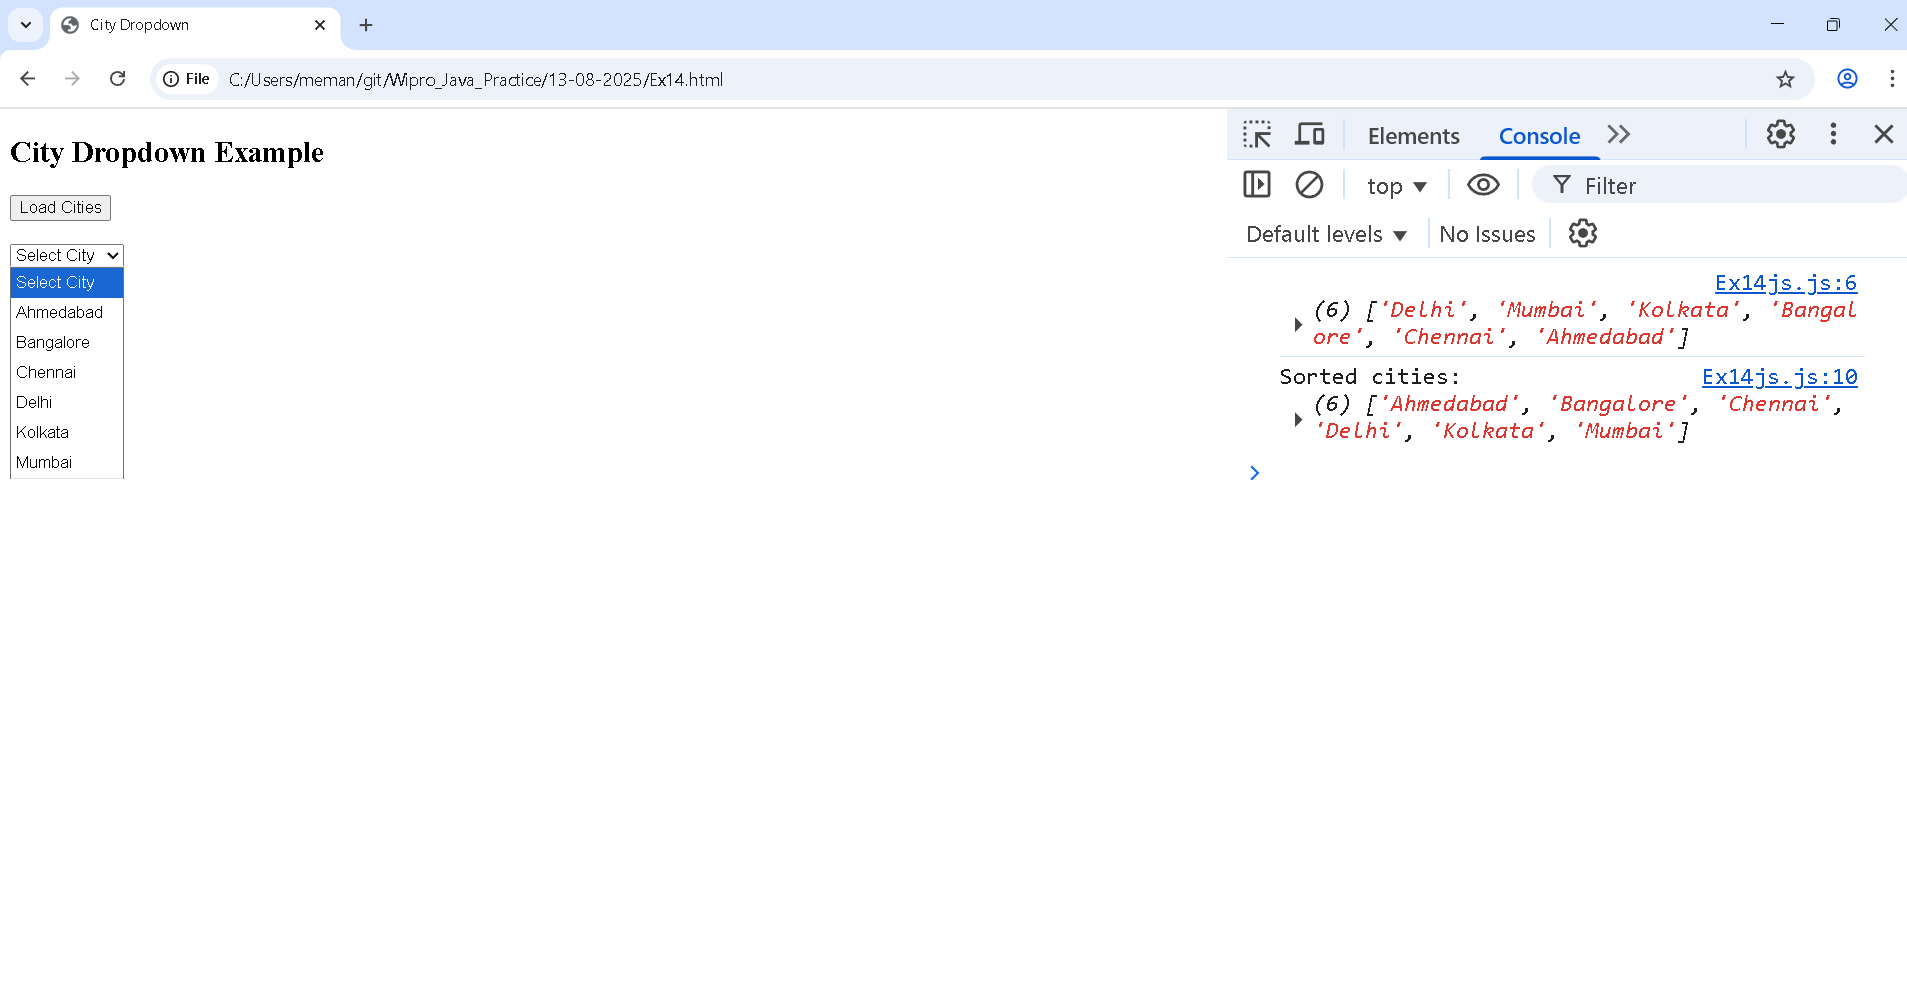 City Dropdown
File C:/Users/meman/git/Wipro_Java_Practice/13-08-2025/Ex14.html
City Dropdown Example
Load Cities
Select City
Select City
Ahmedabad
Bangalore
Chennai
Delhi
Kolkata
Mumbai
Elements Console
top Filter
Default levels No Issues
Ex14js.js:6
(6) ['Delhi', 'Mumbai', 'Kolkata', 'Bangal
ore', 'Chennai', 'Ahmedabad']
Sorted cities: Ex14js.js:10
(6) ['Ahmedabad', 'Bangalore', 'Chennai',
'Delhi', 'Kolkata', 'Mumbai']